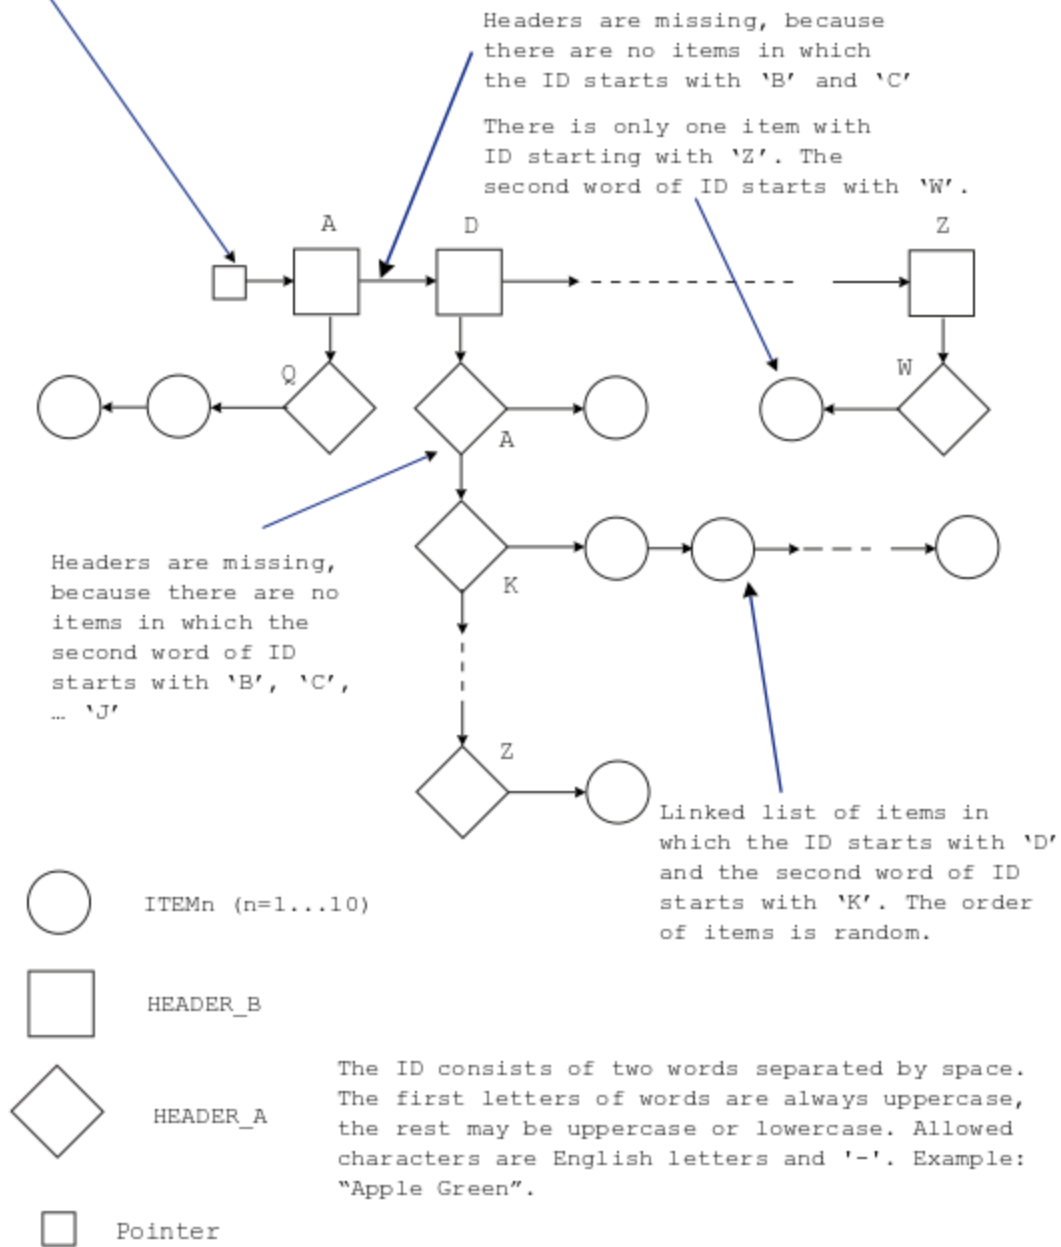 Headers are missing, because
there are no items in which
the ID starts with ‘B’ and ‘C’
There is only one item with
ID starting with ‘Z’. The
second word of ID starts with ‘W’.
A
D
Z
Q
W
A
Headers are missing,
because there are no
items in which the
second word of ID
starts with ‘B’, ‘C’,
… ‘J’
K
Z
Linked list of items in
which the ID starts with ‘D’
and the second word of ID
starts with ‘K’. The order
of items is random.
ITEMn (n=1...10)
HEADER_B
HEADER_A
The ID consists of two words separated by space.
The first letters of words are always uppercase,
the rest may be uppercase or lowercase. Allowed
characters are English letters and '-'. Example:
“Apple Green”.
Pointer